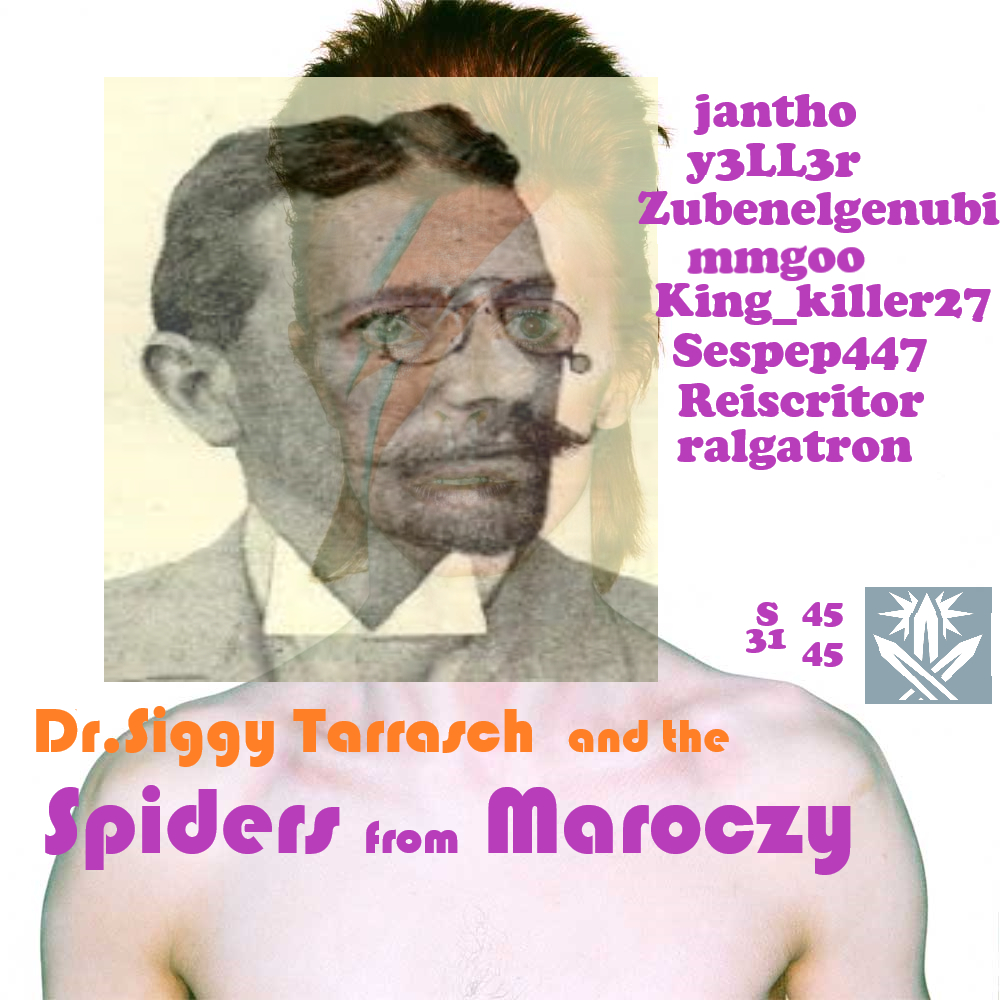 jantho
y3LL3r
Zubenelgenubi
mmgoo
King_killer27
Sespep447
Reiscritor
ralgatron
S 45
31 45
Dr.Siggy Tarrasch and the
Spiders from Maroczy